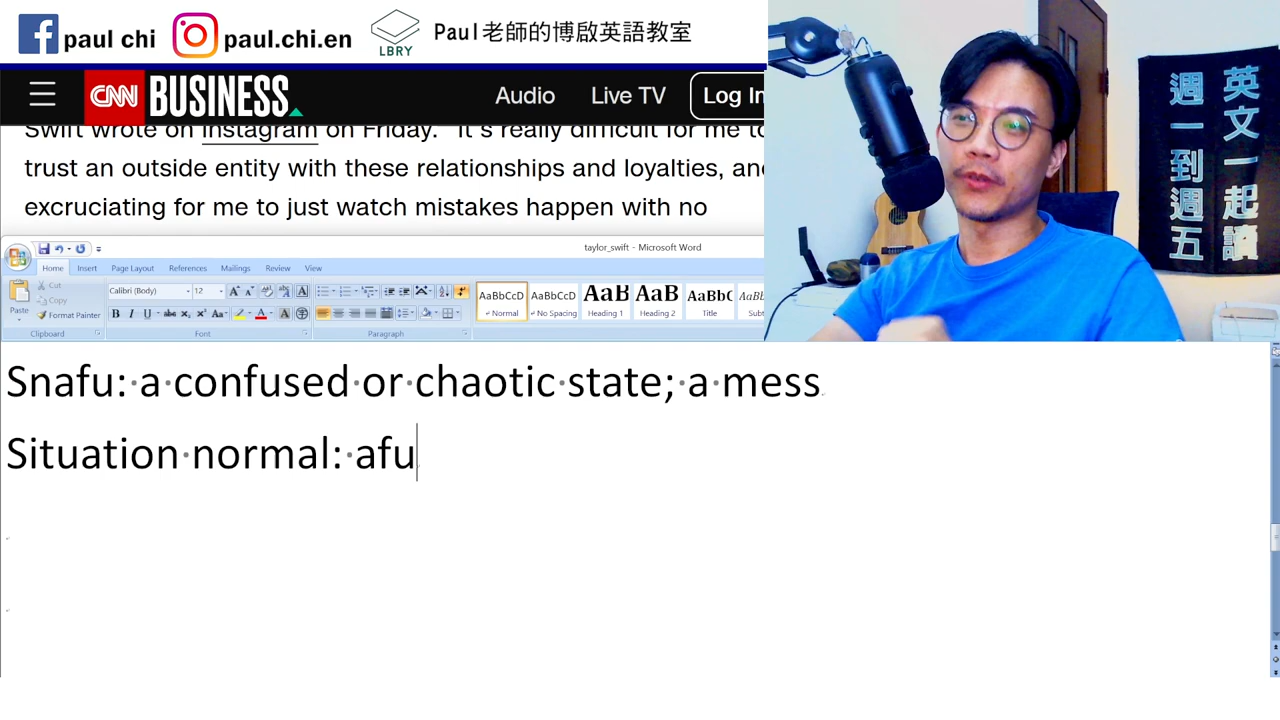 paul chi
paul.chi.en
LBRY
Paul老師的博啟英語教室
CNN BUSINESS
Audio
Live TV
Log In
Swift wrote on Instagram on Friday. "It's really difficult for me to
trust an outside entity with these relationships and loyalties, and
excruciating for me to just watch mistakes happen with no
taylor_swift - Microsoft Word
Home Insert Page Layout References Mailings Review View
Paste
Cut
Copy
Format Painter
Clipboard
Calibri (Body) 12
Font
Paragraph
AaBbCcD AaBbCcD AaBb AaB AaBbC AaBb
Normal No Spacing Heading 1 Heading 2 Title Subt
Snafu: a confused or chaotic state; a mess
Situation normal: afu
英文一起讀
週一到週五